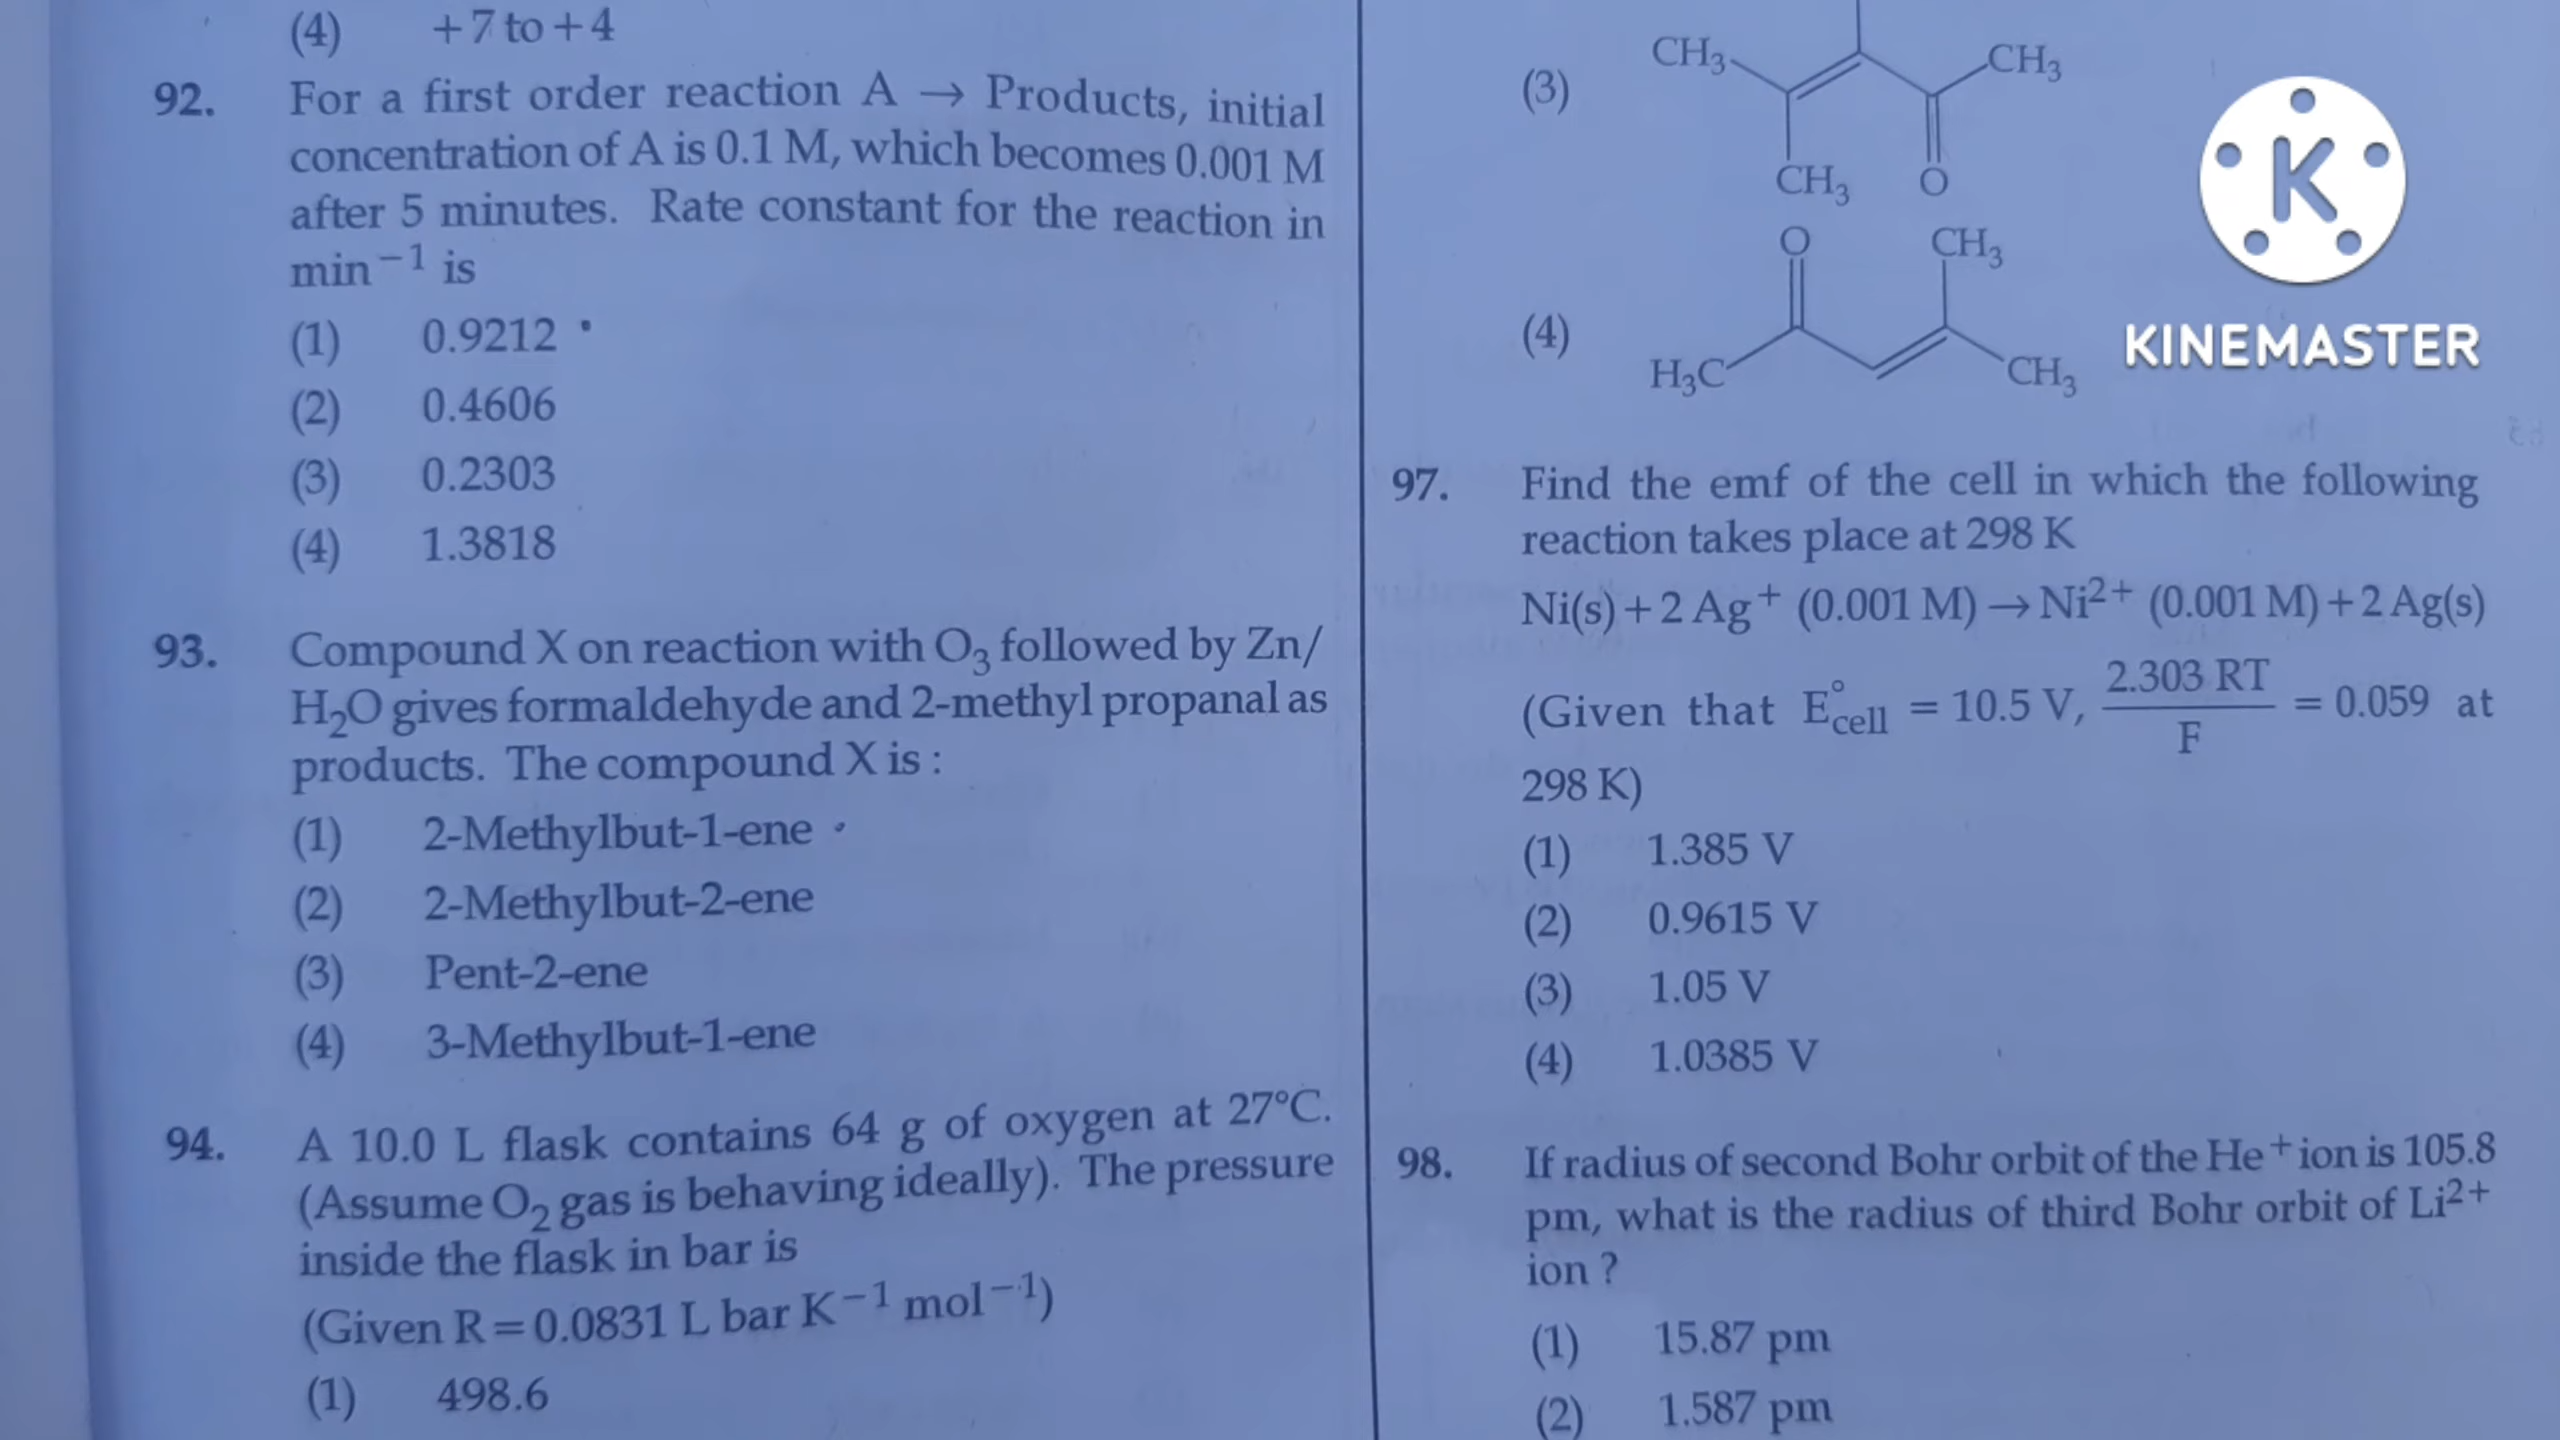 (4) +7 to +4
92. For a first order reaction A → Products, initial
concentration of A is 0.1 M, which becomes 0.001 M
after 5 minutes. Rate constant for the reaction in
min⁻¹ is
(1) 0.9212
(2) 0.4606
(3) 0.2303
(4) 1.3818
93. Compound X on reaction with O₃ followed by Zn/
H₂O gives formaldehyde and 2-methyl propanal as
products. The compound X is :
(1) 2-Methylbut-1-ene
(2) 2-Methylbut-2-ene
(3) Pent-2-ene
(4) 3-Methylbut-1-ene
94. A 10.0 L flask contains 64 g of oxygen at 27°C.
(Assume O₂ gas is behaving ideally). The pressure
inside the flask in bar is
(Given R = 0.0831 L bar K⁻¹ mol⁻¹)
(1) 498.6
(3) CH₃ CH₃
CH₃ O
O CH₃
(4) H₃C CH₃
97. Find the emf of the cell in which the following
reaction takes place at 298 K
Ni(s) + 2 Ag⁺ (0.001 M) → Ni²⁺ (0.001 M) + 2 Ag(s)
(Given that E°cell = 10.5 V, 2.303 RT / F = 0.059 at
298 K)
(1) 1.385 V
(2) 0.9615 V
(3) 1.05 V
(4) 1.0385 V
98. If radius of second Bohr orbit of the He⁺ ion is 105.8
pm, what is the radius of third Bohr orbit of Li²⁺
ion ?
(1) 15.87 pm
(2) 1.587 pm
K
KINEMASTER